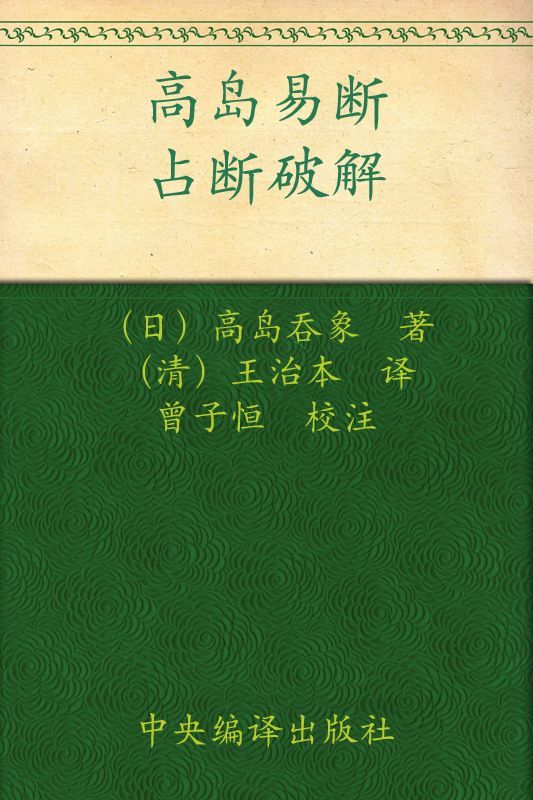 高岛易断
占断破解
（日）高岛吞象　著
（清）王治本　译
曾子恒　校注
中央编译出版社